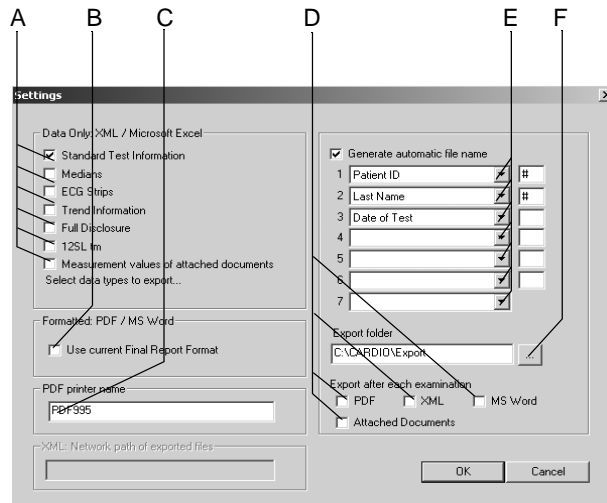 A B C D E F
Settings
Data Only: XML / Microsoft Excel
Standard Test Information
Medians
ECG Strips
Trend Information
Full Disclosure
12SL tm
Measurement values of attached documents
Select data types to export...
Formatted: PDF / MS Word
Use current Final Report Format
PDF printer name
PDF995
XML: Network path of exported files
Generate automatic file name
1 Patient ID #
2 Last Name #
3 Date of Test
4
5
6
7
Export folder
C:\CARDIO\Export
...
Export after each examination
PDF XML MS Word
Attached Documents
OK Cancel